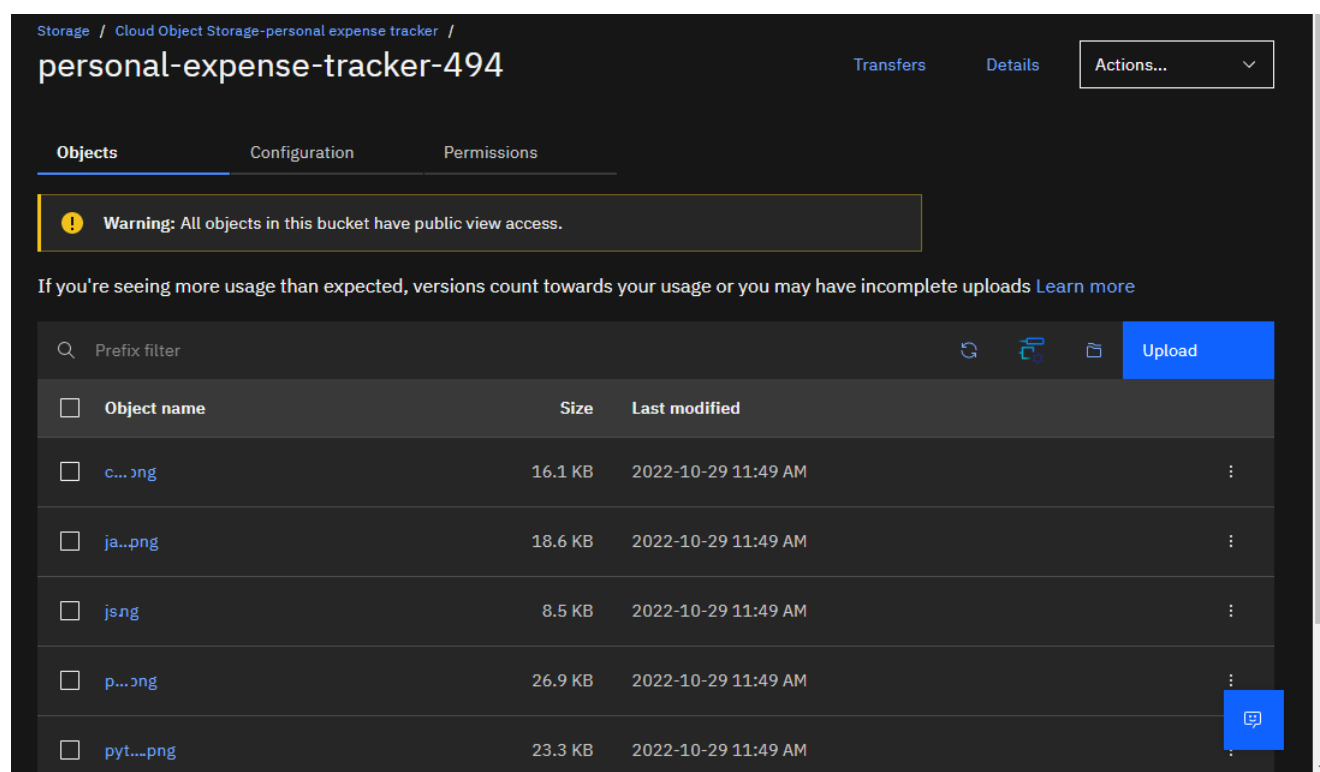 Storage / Cloud Object Storage-personal expense tracker /
personal-expense-tracker-494
Transfers Details Actions...
Objects Configuration Permissions
Warning: All objects in this bucket have public view access.
If you're seeing more usage than expected, versions count towards your usage or you may have incomplete uploads Learn more
Prefix filter Upload
Object name Size Last modified
c... 16.1 KB 2022-10-29 11:49 AM
ja...png 18.6 KB 2022-10-29 11:49 AM
8.5 KB 2022-10-29 11:49 AM
p... 26.9 KB 2022-10-29 11:49 AM
pyt....png 23.3 KB 2022-10-29 11:49 AM